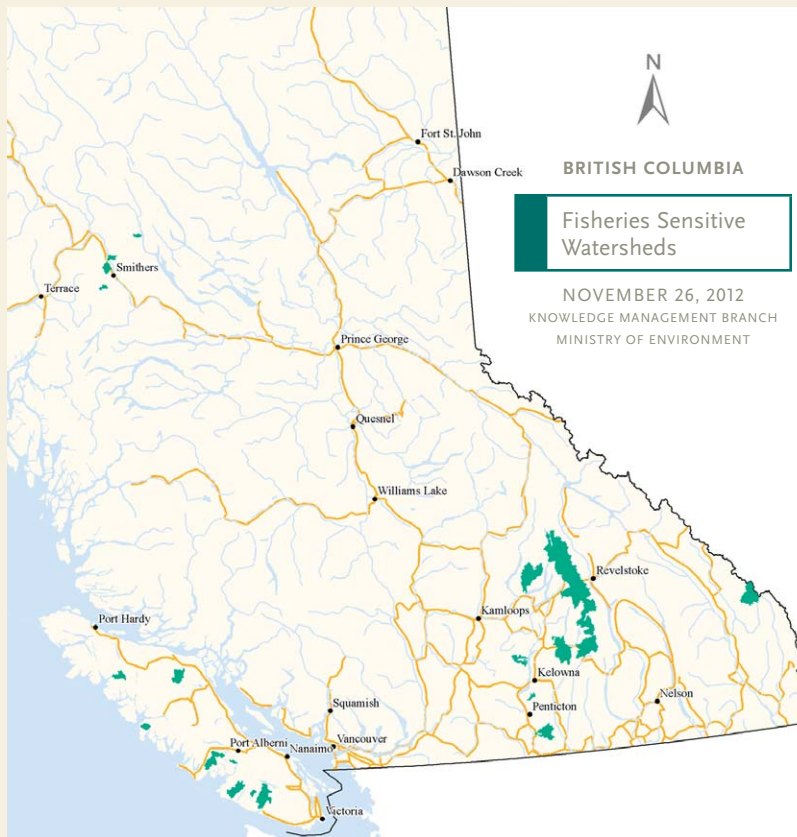 N
BRITISH COLUMBIA
Fisheries Sensitive
Watersheds
NOVEMBER 26, 2012
KNOWLEDGE MANAGEMENT BRANCH
MINISTRY OF ENVIRONMENT
Fort St. John
Dawson Creek
Smithers
Terrace
Prince George
Quesnel
Williams Lake
Revelstoke
Kamloops
Port Hardy
Kelowna
Nelson
Squamish
Penticton
Vancouver
Port Alberni
Nanaimo
Victoria